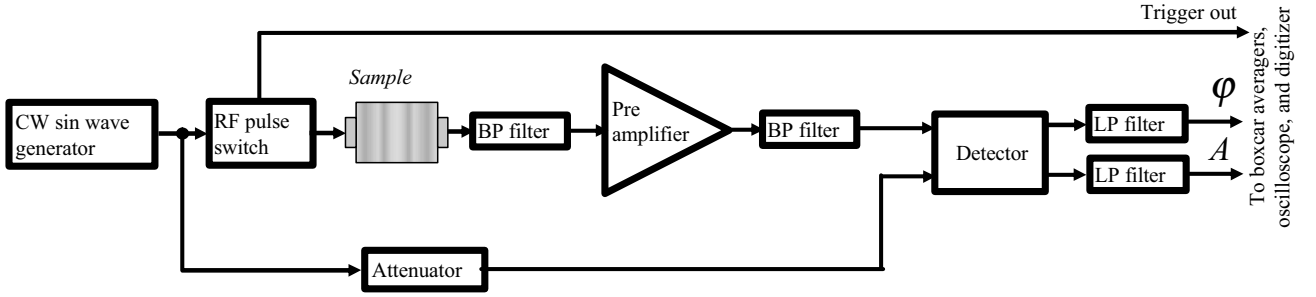 Trigger out
Sample
CW sin wave
generator
RF pulse
switch
BP filter
Pre
amplifier
BP filter
Detector
LP filter
φ
LP filter
A
Attenuator
To boxcar averagers,
oscilloscope, and digitizer